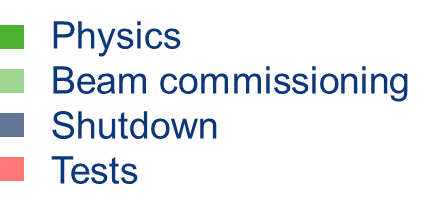 Physics
Beam commissioning
Shutdown
Tests